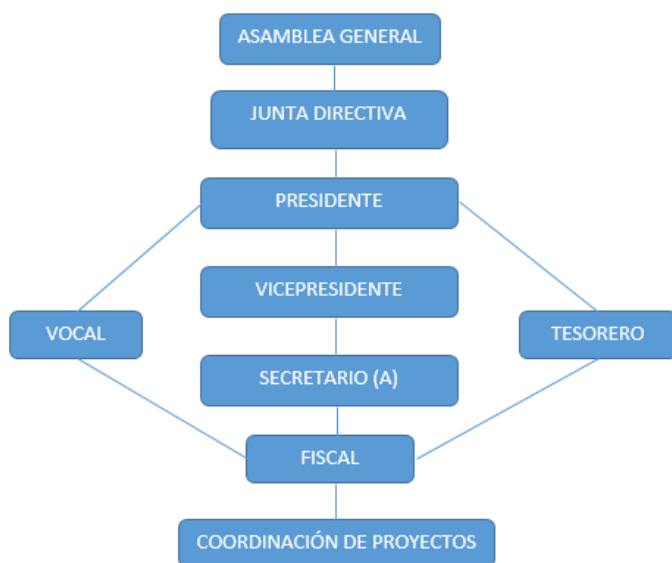 ASAMBLEA GENERAL
JUNTA DIRECTIVA
PRESIDENTE
VICEPRESIDENTE
VOCAL
TESORERO
SECRETARIO (A)
FISCAL
COORDINACIÓN DE PROYECTOS